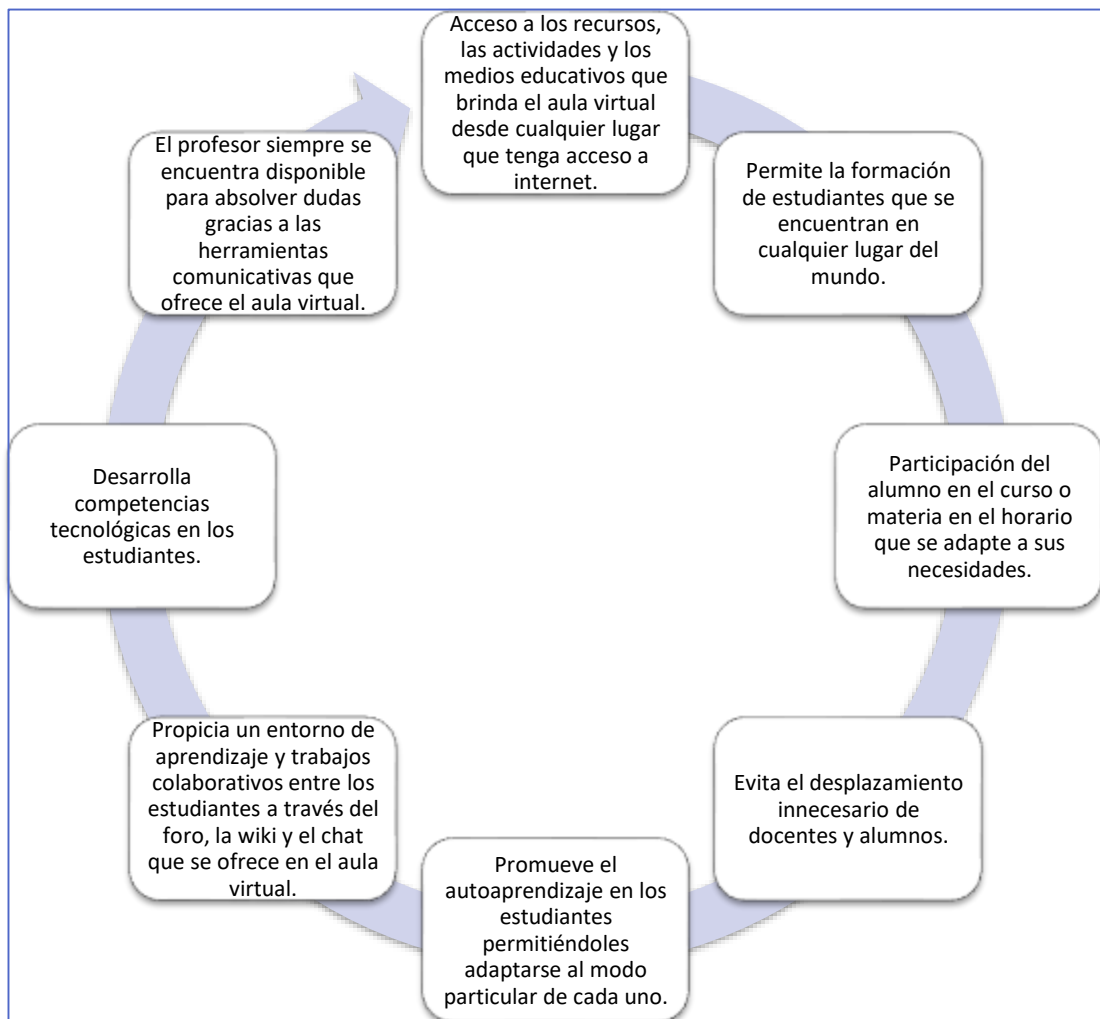 Acceso a los recursos,
las actividades y los
medios educativos que
brinda el aula virtual
desde cualquier lugar
que tenga acceso a
internet.
Permite la formación
de estudiantes que se
encuentran en
cualquier lugar del
mundo.
Participación del
alumno en el curso o
materia en el horario
que se adapte a sus
necesidades.
Evita el desplazamiento
innecesario de
docentes y alumnos.
Promueve el
autoaprendizaje en los
estudiantes
permitiéndoles
adaptarse al modo
particular de cada uno.
Propicia un entorno de
aprendizaje y trabajos
colaborativos entre los
estudiantes a través del
foro, la wiki y el chat
que se ofrece en el aula
virtual.
Desarrolla
competencias
tecnológicas en los
estudiantes.
El profesor siempre se
encuentra disponible
para absolver dudas
gracias a las
herramientas
comunicativas que
ofrece el aula virtual.